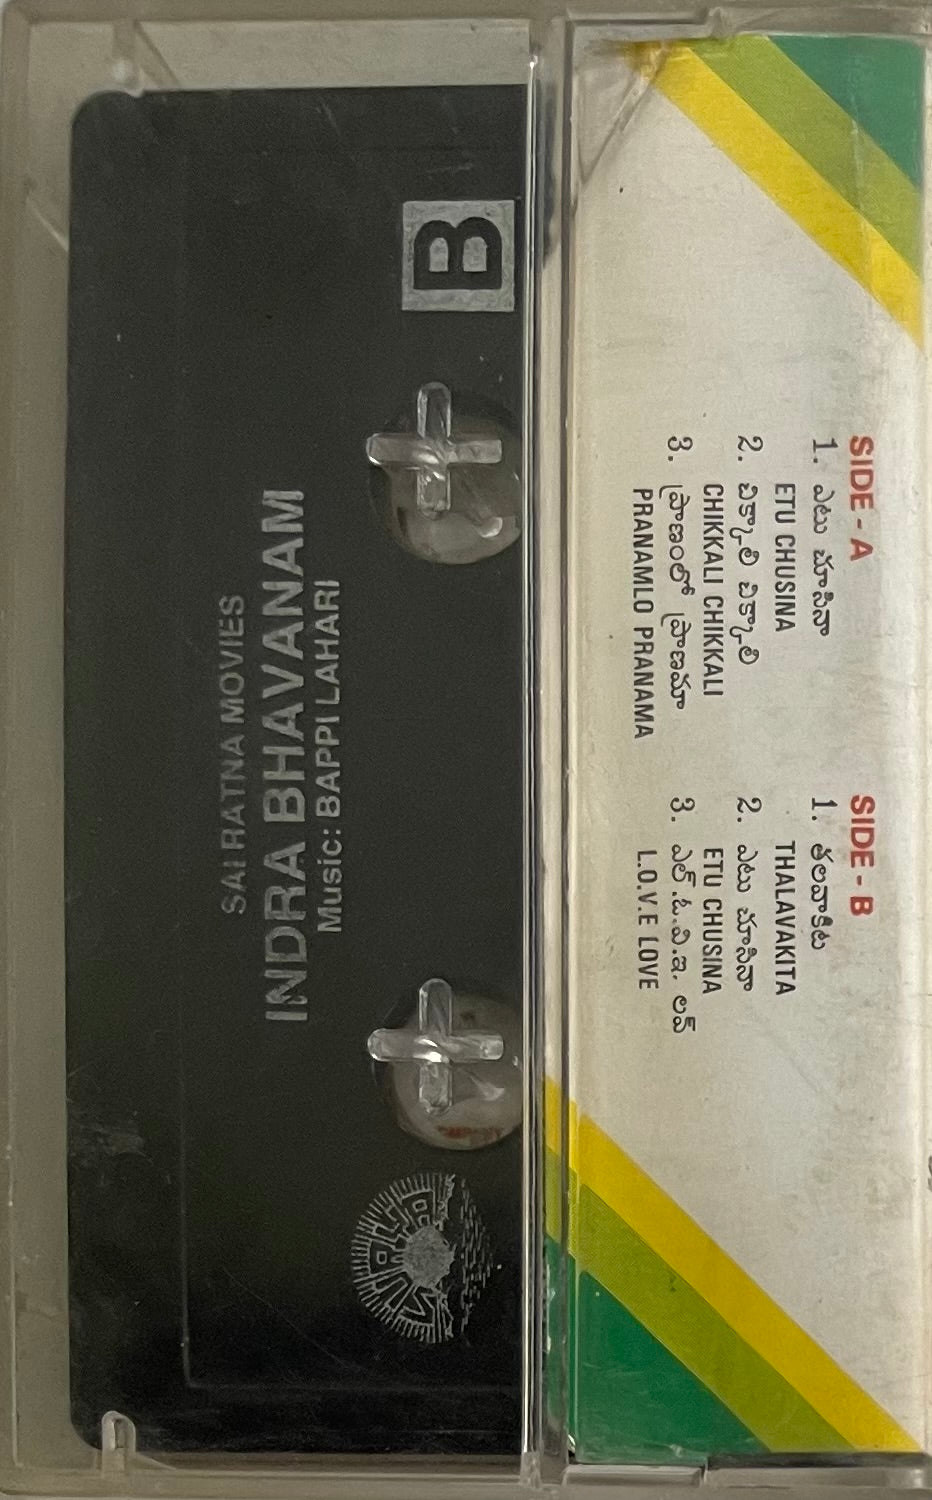 B
SAI RATNA MOVIES
INDRA BHAVANAM
Music: BAPPI LAHARI
SIDE - A
1. ఎటు చూసినా
ETU CHUSINA
2. చిక్కాలి చిక్కాలి
CHIKKALI CHIKKALI
3. ప్రాణంలో ప్రాణమా
PRANAMLO PRANAMA
SIDE - B
1. తలవాకిట
THALAVAKITA
2. ఎటు చూసినా
ETU CHUSINA
3. ఎల్.ఓ.వి.ఇ. లవ్
L.O.V.E LOVE